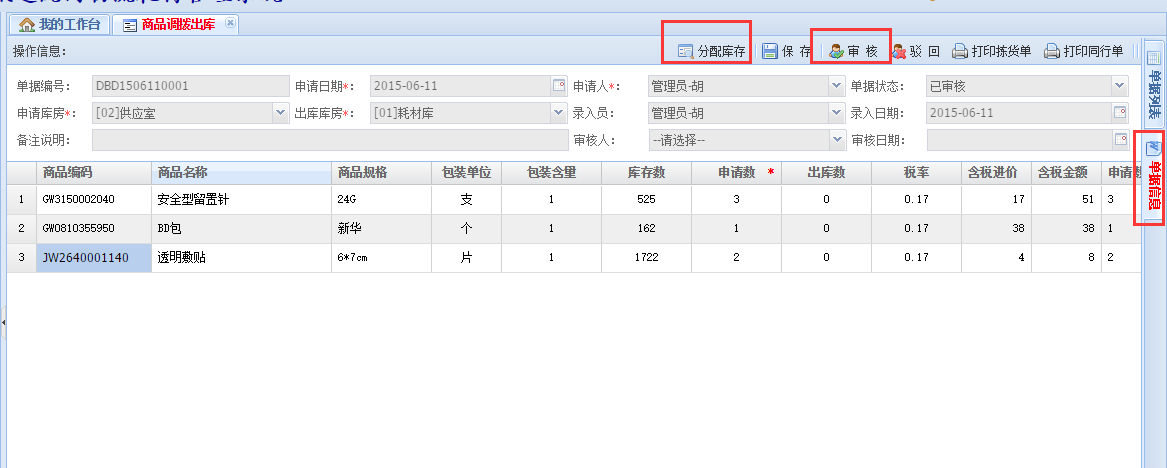 我的工作台 商品调拨出库
操作信息： 分配库存 保 存 审 核 驳 回 打印拣货单 打印同行单
单据编号： DBD1506110001 申请日期*： 2015-06-11 申请人*： 管理员-胡 单据状态： 已审核
申请库房*： [02]供应室 出库库房*： [01]耗材库 录入员： 管理员-胡 录入日期： 2015-06-11
备注说明： 审核人： --请选择-- 审核日期：
商品编码 商品名称 商品规格 包装单位 包装含量 库存数 申请数 * 出库数 税率 含税进价 含税金额 申请
1 GW3150002040 安全型留置针 24G 支 1 525 3 0 0.17 17 51 3
2 GW0810355950 BD包 新华 个 1 162 1 0 0.17 38 38 1
3 JW2640001140 透明敷贴 6*7cm 片 1 1722 2 0 0.17 4 8 2
单据列表
单据信息